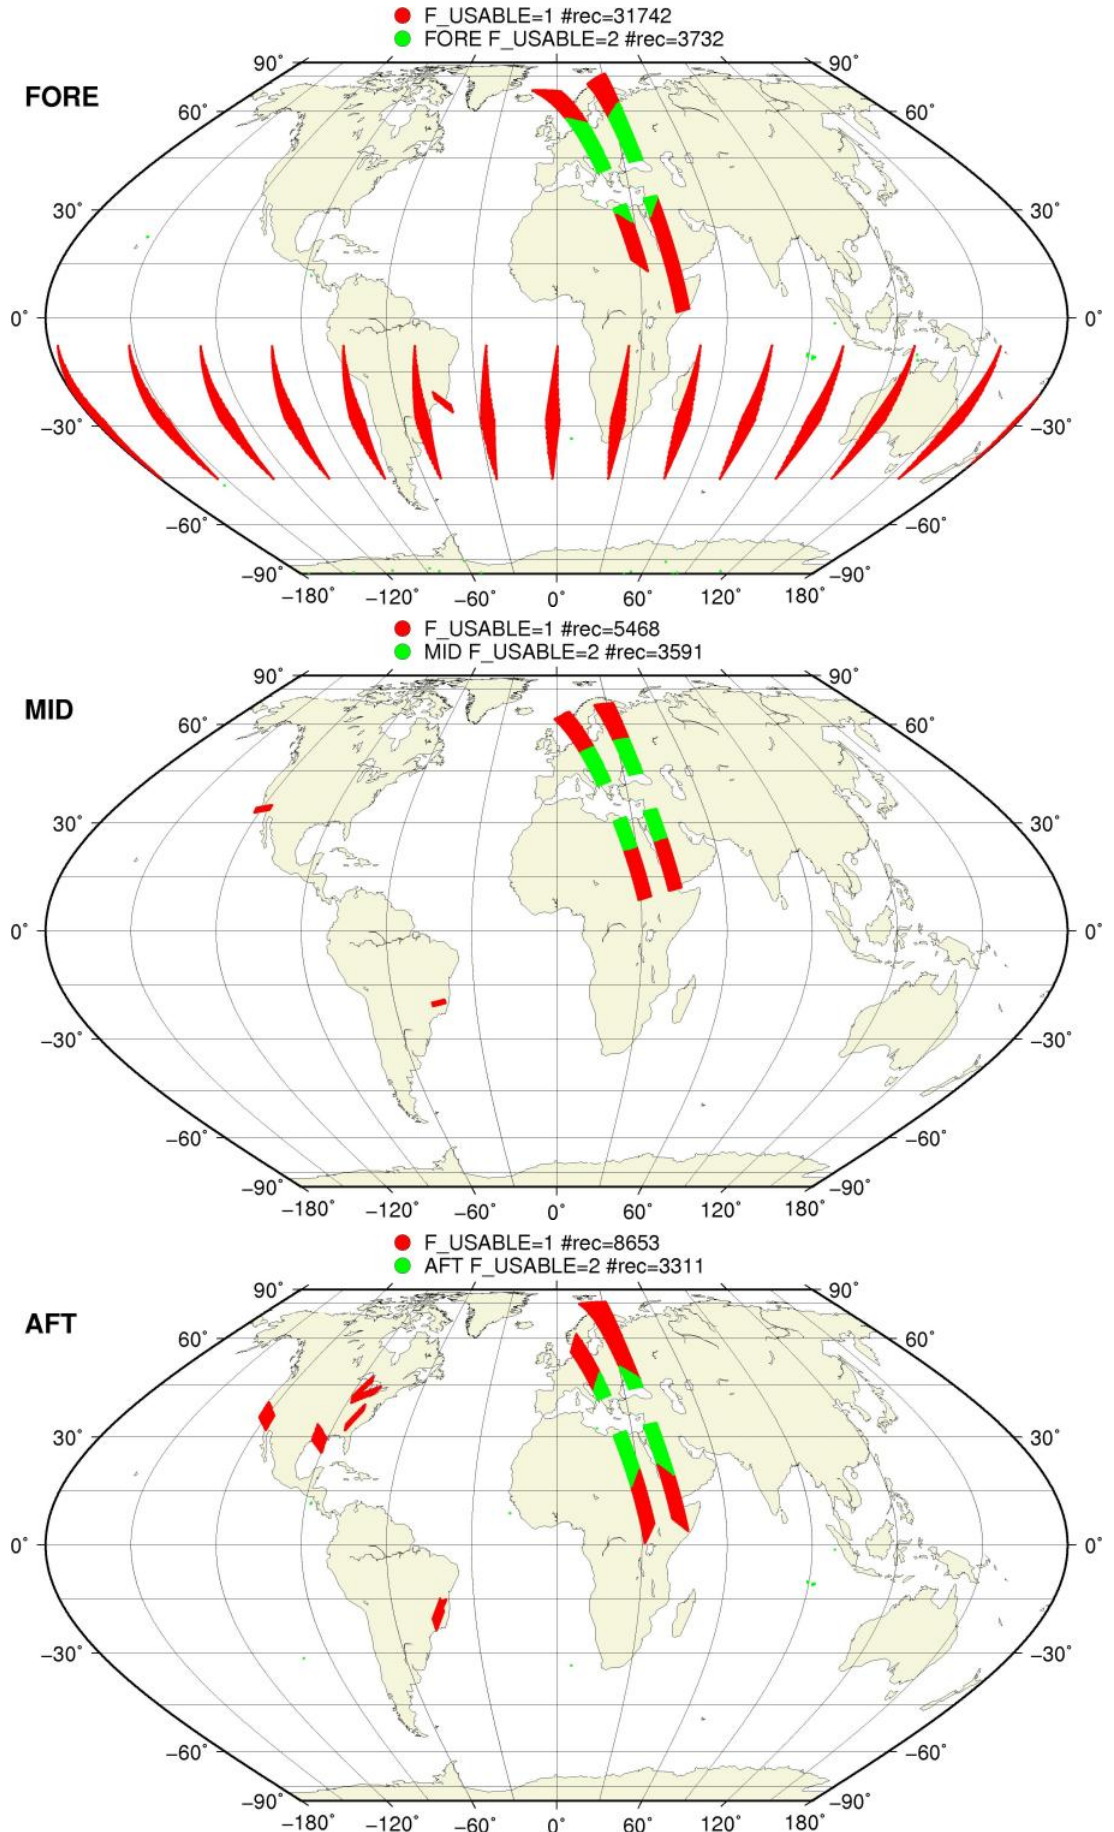 F_USABLE=1 #rec=31742
FORE F_USABLE=2 #rec=3732
FORE
90˚ 90˚
60˚ 60˚
30˚ 30˚
0˚ 0˚
−30˚ −30˚
−60˚ −60˚
−90˚ −90˚
−180˚ −120˚ −60˚ 0˚ 60˚ 120˚ 180˚
F_USABLE=1 #rec=5468
MID F_USABLE=2 #rec=3591
MID
90˚ 90˚
60˚ 60˚
30˚ 30˚
0˚ 0˚
−30˚ −30˚
−60˚ −60˚
−90˚ −90˚
−180˚ −120˚ −60˚ 0˚ 60˚ 120˚ 180˚
F_USABLE=1 #rec=8653
AFT F_USABLE=2 #rec=3311
AFT
90˚ 90˚
60˚ 60˚
30˚ 30˚
0˚ 0˚
−30˚ −30˚
−60˚ −60˚
−90˚ −90˚
−180˚ −120˚ −60˚ 0˚ 60˚ 120˚ 180˚